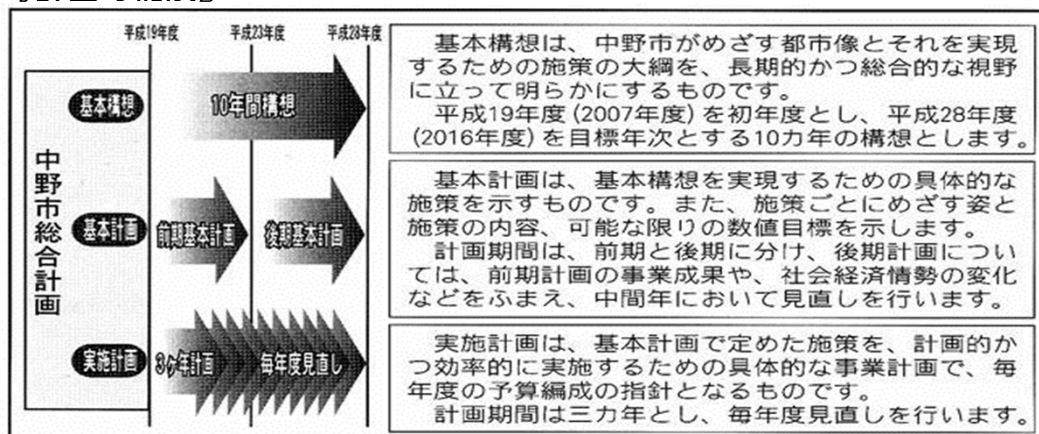 平成19年度
平成23年度
平成28年度
中野市総合計画
基本構想
10年間構想
基本構想は、中野市がめざす都市像とそれを実現
するための施策の大綱を、長期的かつ総合的な視野
に立って明らかにするものです。
平成19年度(2007年度)を初年度とし、平成28年度
(2016年度)を目標年次とする10カ年の構想とします。
基本計画
前期基本計画
後期基本計画
基本計画は、基本構想を実現するための具体的な
施策を示すものです。また、施策ごとにめざす姿と
施策の内容、可能な限りの数値目標を示します。
計画期間は、前期と後期に分け、後期計画につい
ては、前期計画の事業成果や、社会経済情勢の変化
などをふまえ、中間年において見直しを行います。
実施計画
3ヶ年計画
毎年度見直し
実施計画は、基本計画で定めた施策を、計画的か
つ効率的に実施するための具体的な事業計画で、毎
年度の予算編成の指針となるものです。
計画期間は三カ年とし、毎年度見直しを行います。